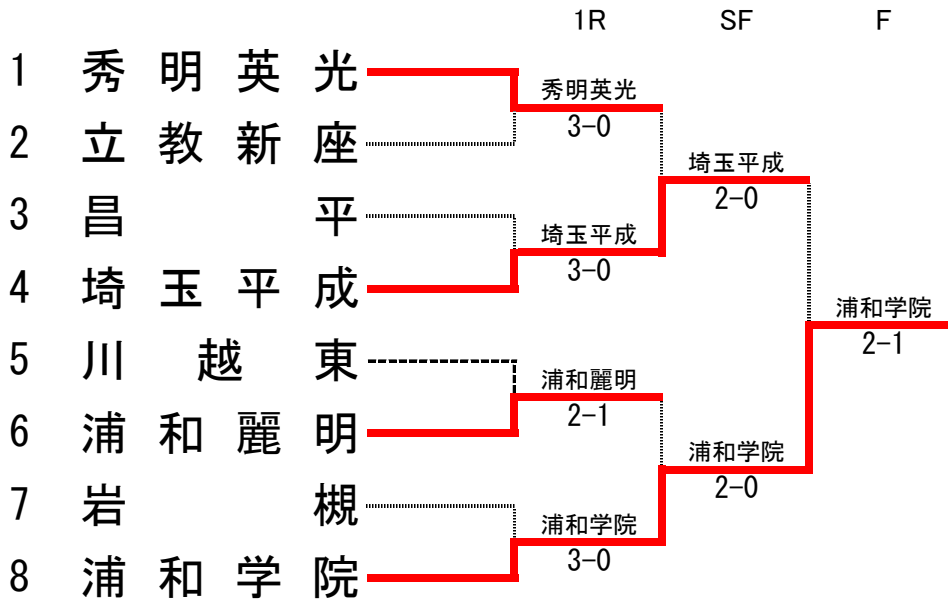 1R SF F
1 秀明英光
秀明英光
3-0
2 立教新座
埼玉平成
2-0
3 昌平
埼玉平成
3-0
4 埼玉平成
浦和学院
2-1
5 川越東
浦和麗明
2-1
6 浦和麗明
浦和学院
2-0
7 岩槻
浦和学院
3-0
8 浦和学院